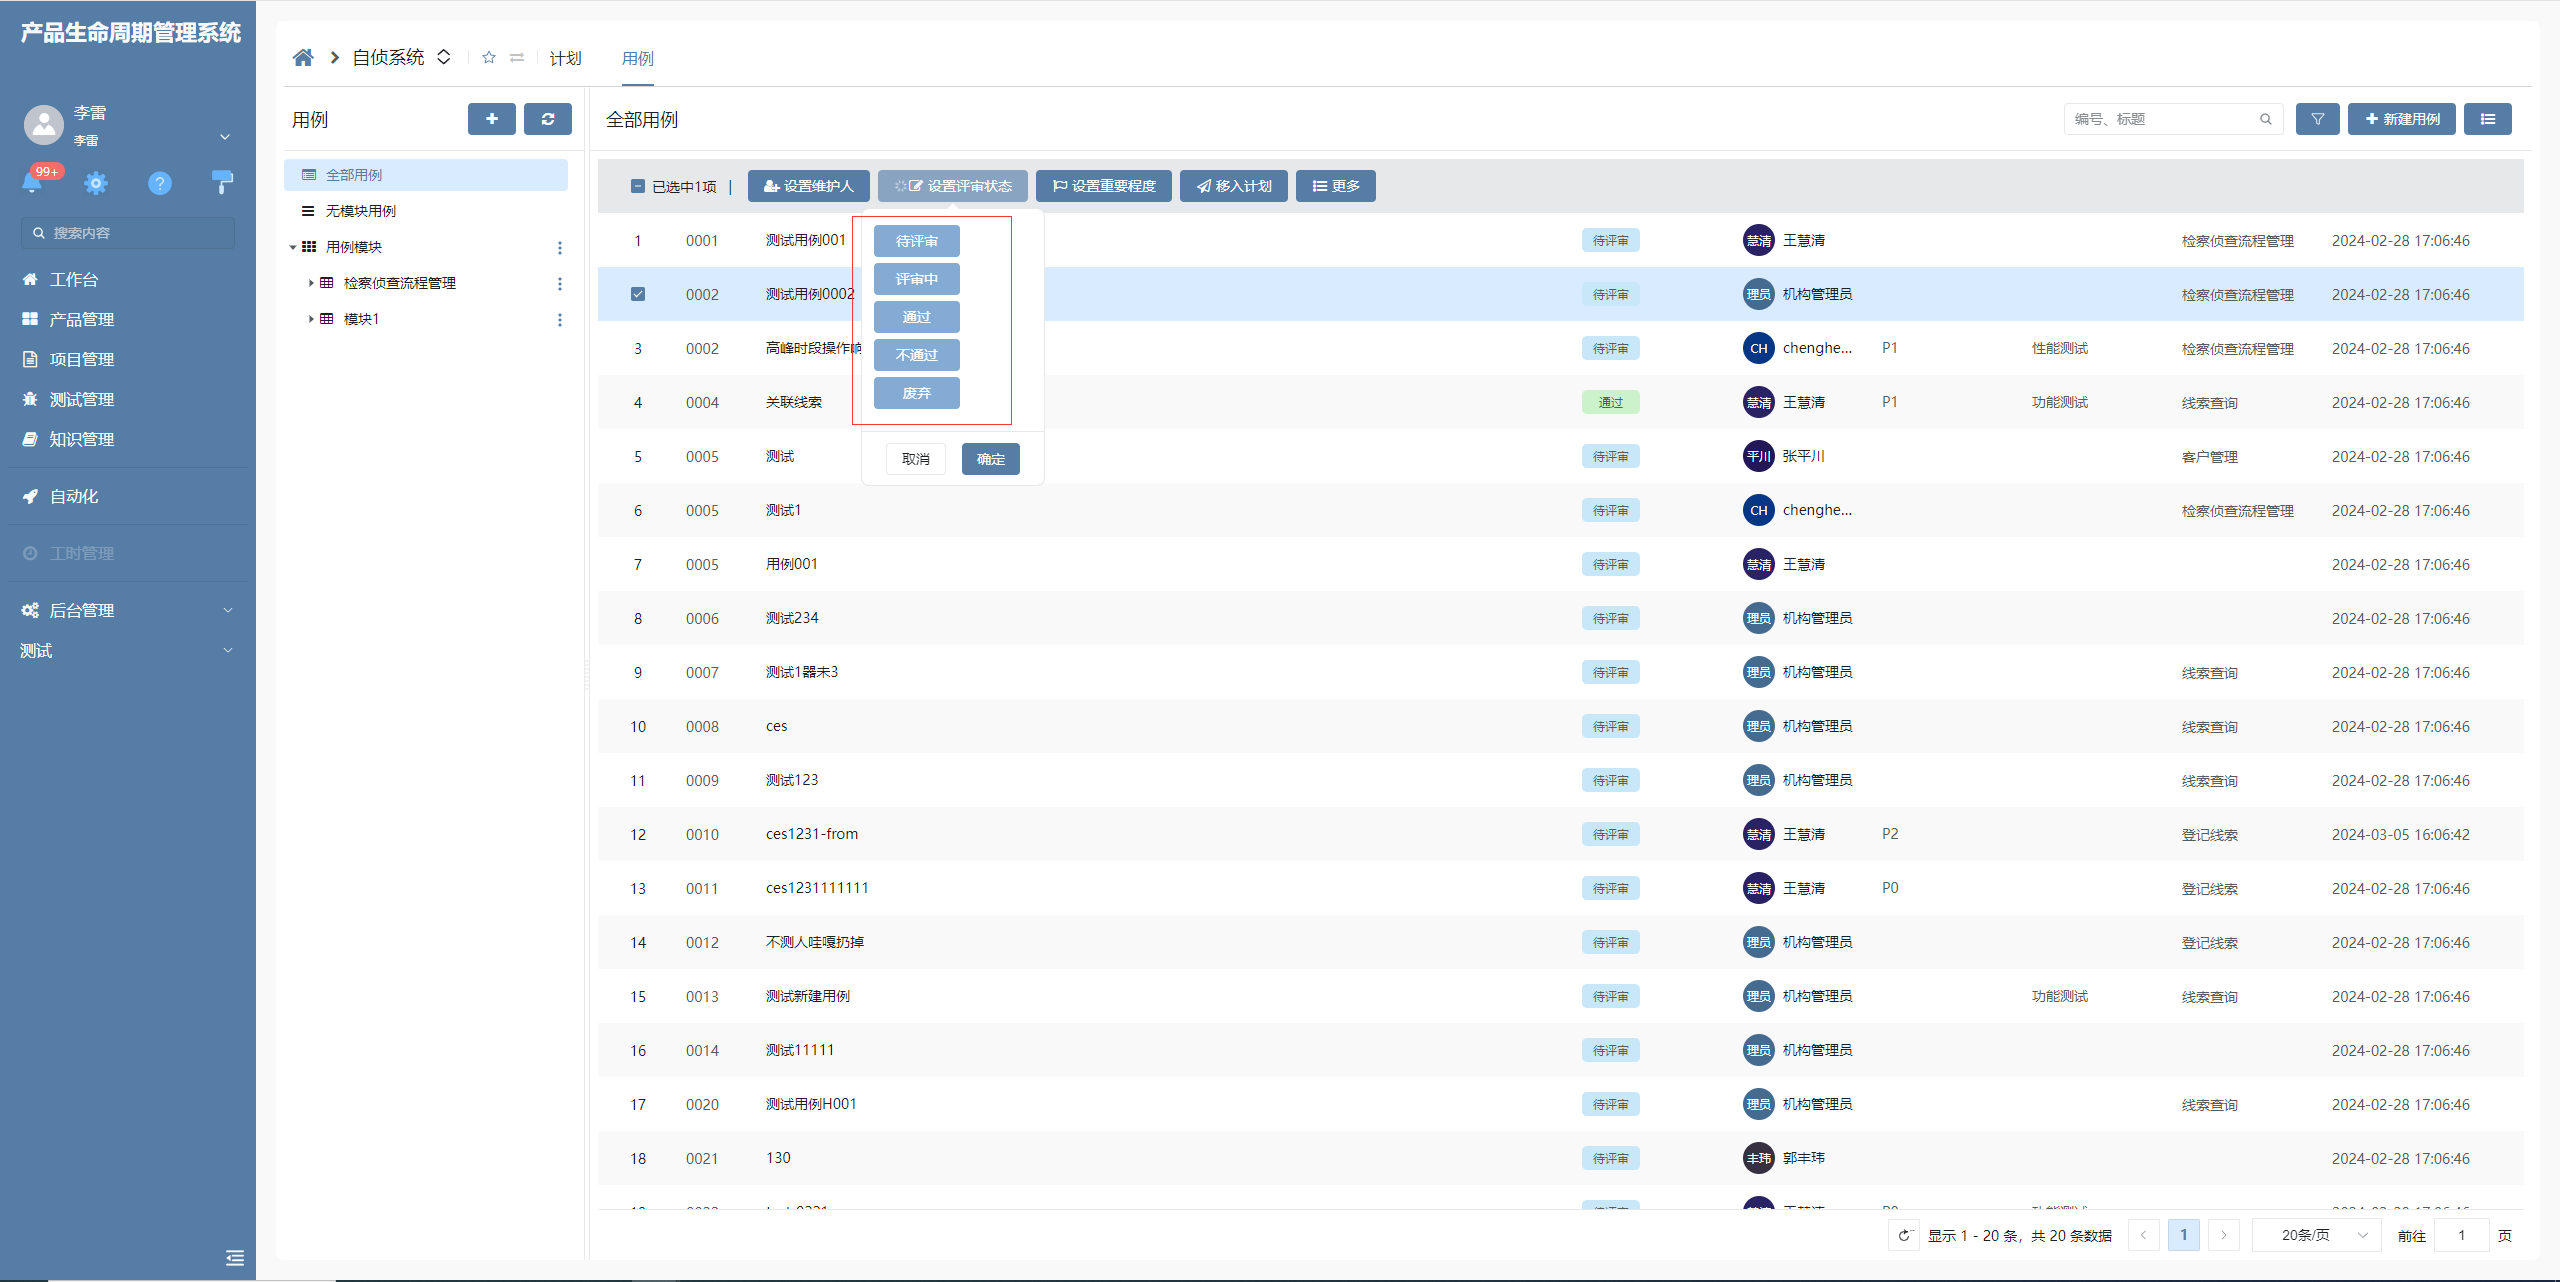 产品生命周期管理系统
李雷
李雷
99+
搜索内容
工作台
产品管理
项目管理
测试管理
知识管理
自动化
工时管理
后台管理
测试
自侦系统
计划
用例
用例
全部用例
无模块用例
用例模块
检察侦查流程管理
模块1
全部用例
编号、标题
新建用例
已选中1项 | 设置维护人 设置评审状态 设置重要程度 移入计划 更多
待评审
评审中
通过
不通过
废弃
取消 确定
1 0001 测试用例001 待评审 慧清 王慧清 检察侦查流程管理 2024-02-28 17:06:46
0002 测试用例0002 待评审 理员 机构管理员 检察侦查流程管理 2024-02-28 17:06:46
3 0002 高峰时段操作响 待评审 CH chenghe... P1 性能测试 检察侦查流程管理 2024-02-28 17:06:46
4 0004 关联线索 通过 慧清 王慧清 P1 功能测试 线索查询 2024-02-28 17:06:46
5 0005 测试 待评审 平川 张平川 客户管理 2024-02-28 17:06:46
6 0005 测试1 待评审 CH chenghe... 检察侦查流程管理 2024-02-28 17:06:46
7 0005 用例001 待评审 慧清 王慧清 2024-02-28 17:06:46
8 0006 测试234 待评审 理员 机构管理员 2024-02-28 17:06:46
9 0007 测试1器未3 待评审 理员 机构管理员 线索查询 2024-02-28 17:06:46
10 0008 ces 待评审 理员 机构管理员 线索查询 2024-02-28 17:06:46
11 0009 测试123 待评审 理员 机构管理员 线索查询 2024-02-28 17:06:46
12 0010 ces1231-from 待评审 慧清 王慧清 P2 登记线索 2024-03-05 16:06:42
13 0011 ces1231111111 待评审 慧清 王慧清 P0 登记线索 2024-02-28 17:06:46
14 0012 不测人哇嘎扔掉 待评审 理员 机构管理员 登记线索 2024-02-28 17:06:46
15 0013 测试新建用例 待评审 理员 机构管理员 功能测试 线索查询 2024-02-28 17:06:46
16 0014 测试11111 待评审 理员 机构管理员 2024-02-28 17:06:46
17 0020 测试用例H001 待评审 理员 机构管理员 线索查询 2024-02-28 17:06:46
18 0021 130 待评审 丰玮 郭丰玮 2024-02-28 17:06:46
显示 1 - 20 条，共 20 条数据 1 20条/页 前往 1 页